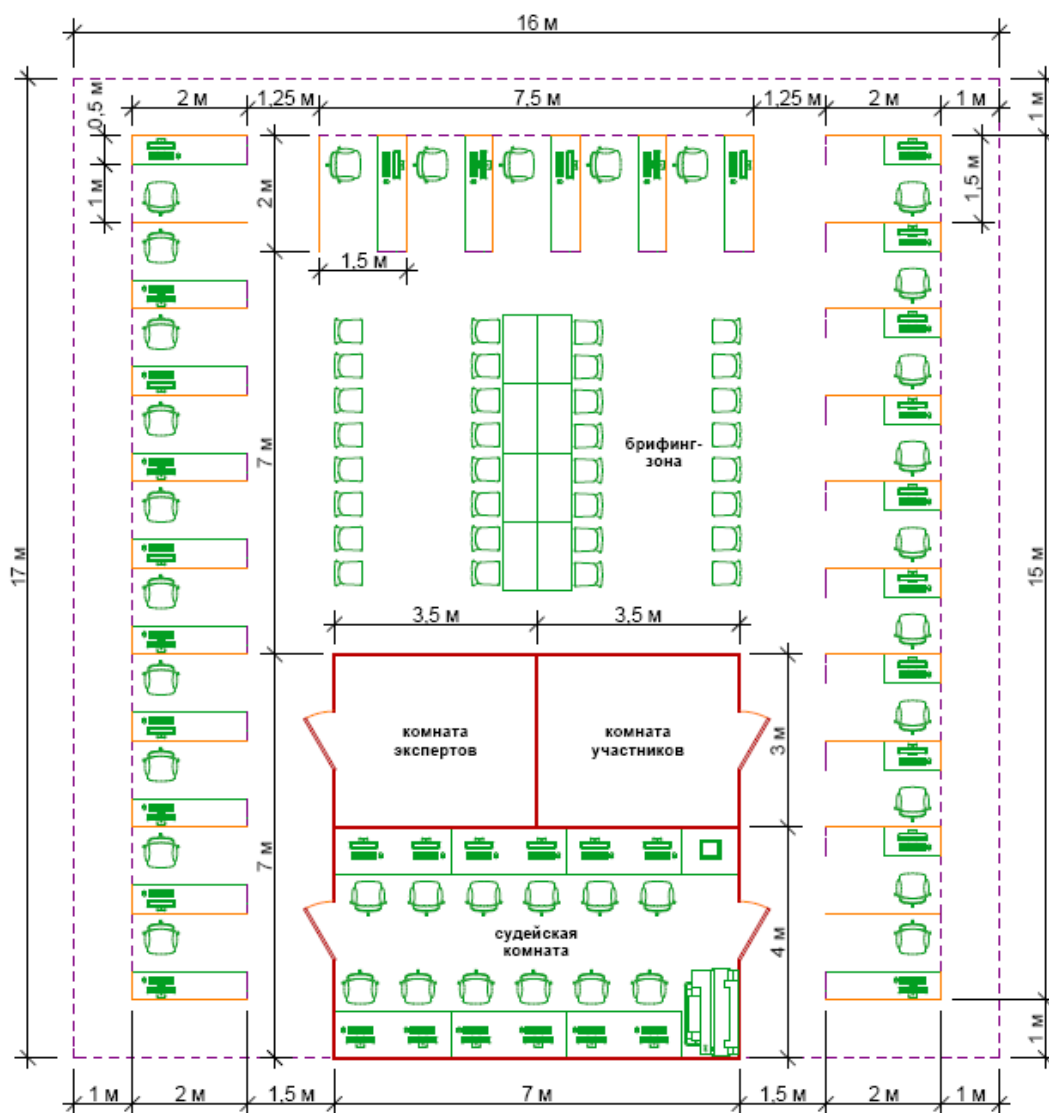 16 м
2 м
1,25 м
7,5 м
1,25 м
2 м
1 м
1 м
0,5 м
1 м
2 м
1,5 м
1,5 м
брифинг-
зона
7 м
17 м
15 м
3,5 м
3,5 м
комната
экспертов
комната
участников
3 м
7 м
судейская
комната
4 м
1 м
1 м
2 м
1,5 м
7 м
1,5 м
2 м
1 м